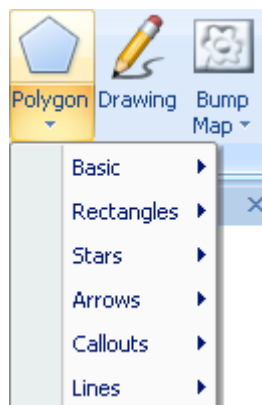 Polygon Drawing Bump
Map
Basic
Rectangles
Stars
Arrows
Callouts
Lines